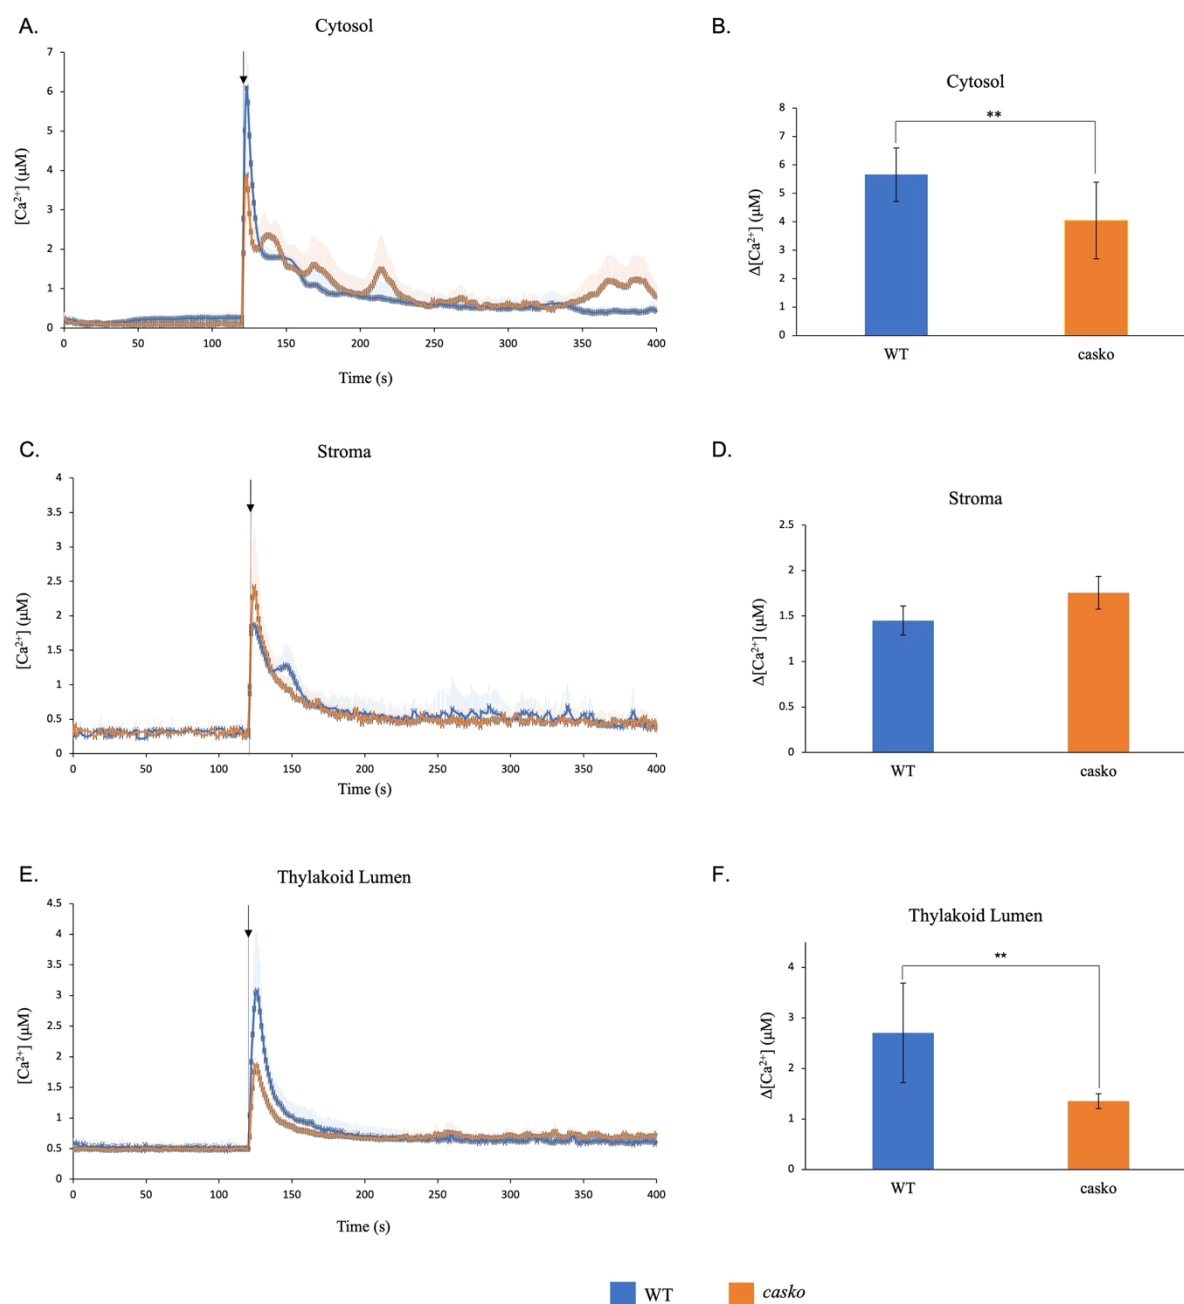 A.
Cytosol
7
6
5
4
3
2
1
0
[Ca²⁺] (μM)
0 50 100 150 200 250 300 350 400
Time (s)
B.
Cytosol
8
7
6
5
4
3
2
1
0
Δ[Ca²⁺] (μM)
**
WT casko
C.
Stroma
4
3.5
3
2.5
2
1.5
1
0.5
0
[Ca²⁺] (μM)
0 50 100 150 200 250 300 350 400
Time (s)
D.
Stroma
2.5
2
1.5
1
0.5
0
Δ[Ca²⁺] (μM)
WT casko
E.
Thylakoid Lumen
4.5
4
3.5
3
2.5
2
1.5
1
0.5
0
[Ca²⁺] (μM)
0 50 100 150 200 250 300 350 400
Time (s)
F.
Thylakoid Lumen
4
3
2
1
0
Δ[Ca²⁺] (μM)
**
WT casko
WT casko